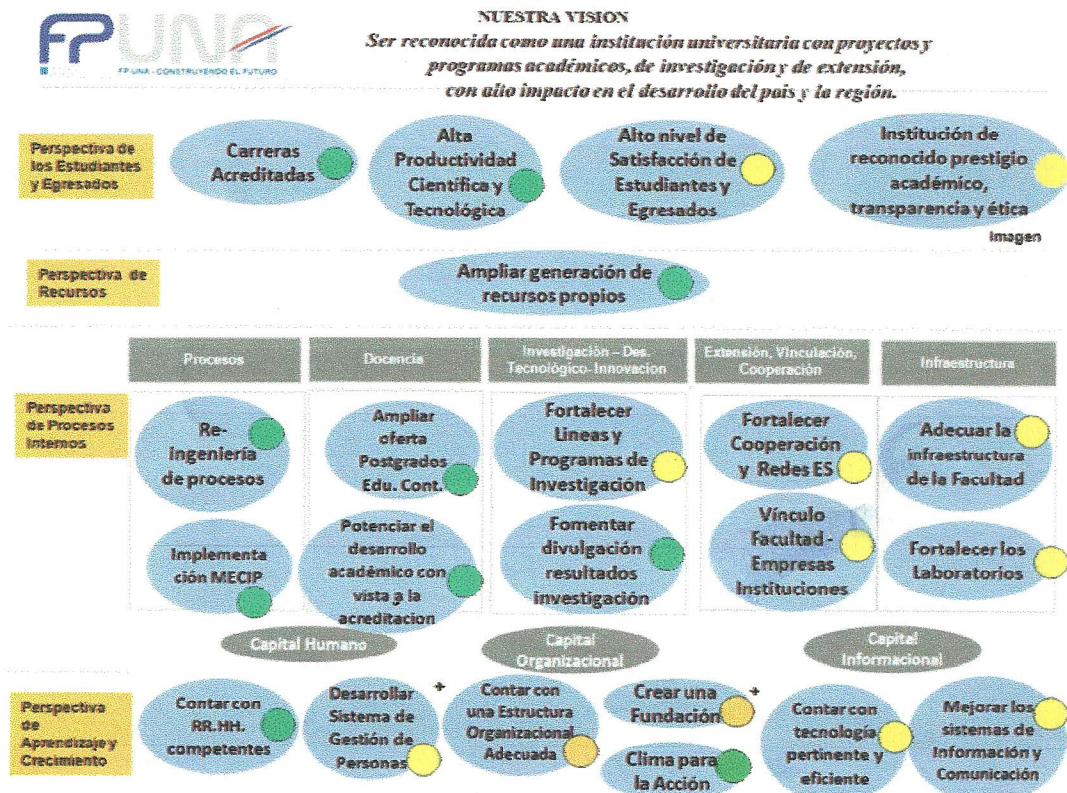 FP UNA
FP UNA - CONSTRUYENDO EL FUTURO
NUESTRA VISION
Ser reconocida como una institución universitaria con proyectos y
programas académicos, de investigación y de extensión,
con alto impacto en el desarrollo del país y la región.
Perspectiva de
los Estudiantes
y Egresados
Carreras
Acreditadas
Alta
Productividad
Científica y
Tecnológica
Alto nivel de
Satisfacción de
Estudiantes y
Egresados
Institución de
reconocido prestigio
académico,
transparencia y ética
Imagen
Perspectiva de
Recursos
Ampliar generación de
recursos propios
Procesos
Docencia
Investigación – Des.
Tecnológico- Innovacion
Extensión, Vinculación,
Cooperación
Infraestructura
Perspectiva
de Procesos
Internos
Re-
Ingeniería
de procesos
Ampliar
oferta
Postgrados
Edu. Cont.
Fortalecer
Lineas y
Programas de
Investigación
Fortalecer
Cooperación
y Redes ES
Adecuar la
infraestructura
de la Facultad
Implementa
ción MECIP
Potenciar el
desarrollo
académico con
vista a la
acreditacion
Fomentar
divulgación
resultados
investigación
Vínculo
Facultad -
Empresas
Instituciones
Fortalecer los
Laboratorios
Capital Humano
Capital
Organizacional
Capital
Informacional
Perspectiva
de
Aprendizaje y
Crecimiento
Contar con
RR.HH.
competentes
Desarrollar
Sistema de
Gestión de
Personas
+
Contar con
una Estructura
Organizacional
Adecuada
Crear una
Fundación
+
Clima para
la Acción
Contar con
tecnología
pertinente y
eficiente
Mejorar los
sistemas de
Información y
Comunicación